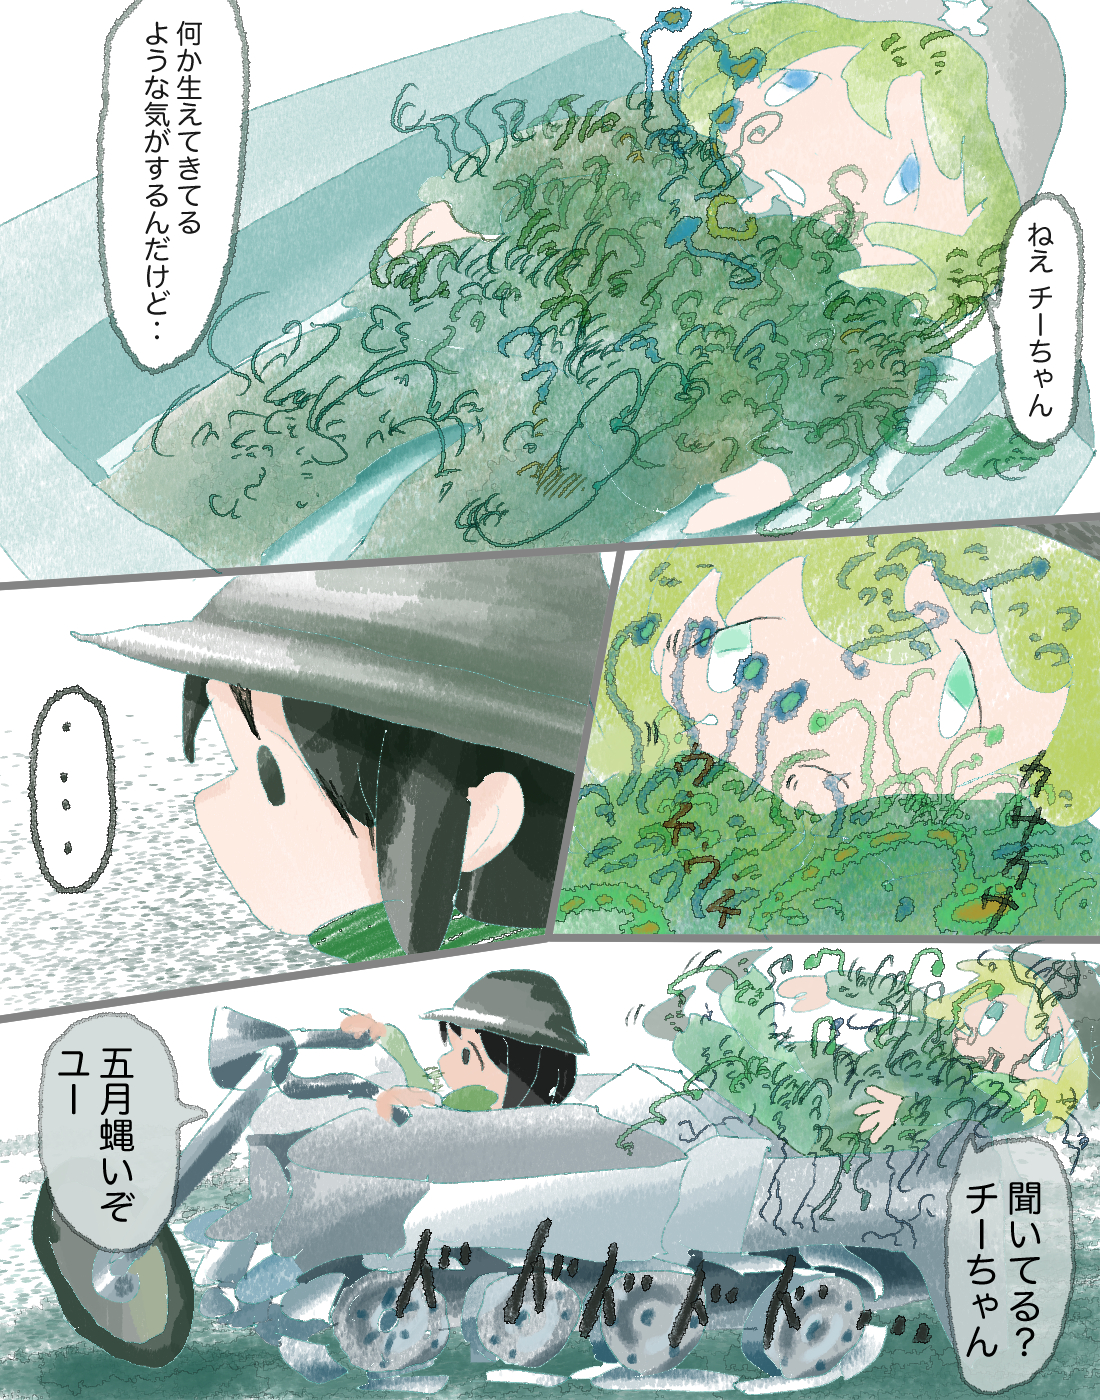 ねえ チーちゃん
何か生えてきてる
ような気がするんだけど・・
ウネウネ
カサカサ
・・・・
聞いてる?
チーちゃん
五月蝿いぞ
ユー
ドドドドド・・・